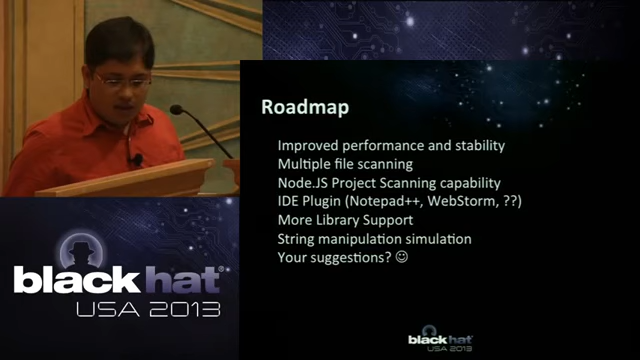 Roadmap
Improved performance and stability
Multiple file scanning
Node.JS Project Scanning capability
IDE Plugin (Notepad++, WebStorm, ??)
More Library Support
String manipulation simulation
Your suggestions? ☺
black hat®
USA 2013
black hat
USA 2013